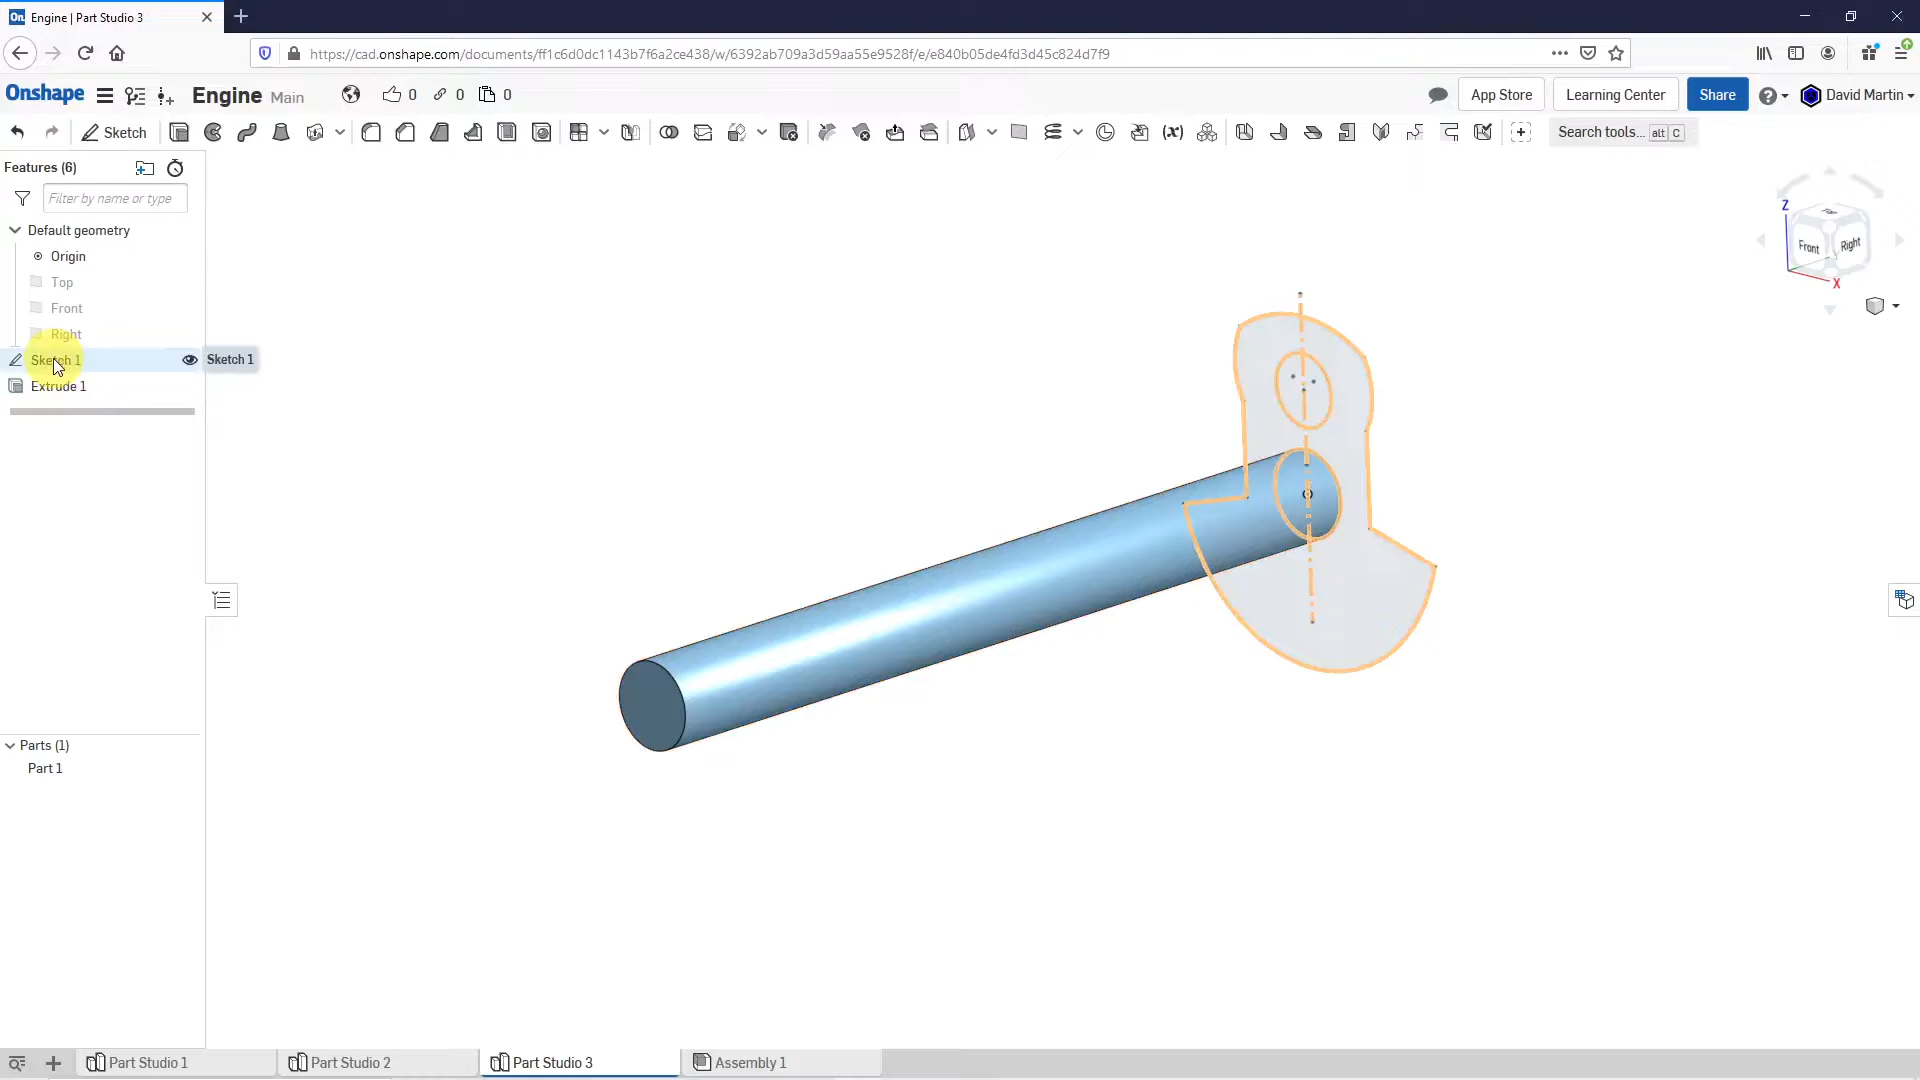 Engine | Part Studio 3
https://cad.onshape.com/documents/ff1c6d0dc1143b7f6a2ce438/w/6392ab709a3d59aa55e9528f/e/e840b05de4fd3d45c824d7f9
Onshape Engine Main 0 0 0 App Store Learning Center Share David Martin
Sketch Search tools... alt C
Features (6)
Filter by name or type
Default geometry
Origin
Top
Front
Right
Sketch 1 Sketch 1
Extrude 1
Z
Top
Front Right
X
Parts (1)
Part 1
Part Studio 1 Part Studio 2 Part Studio 3 Assembly 1